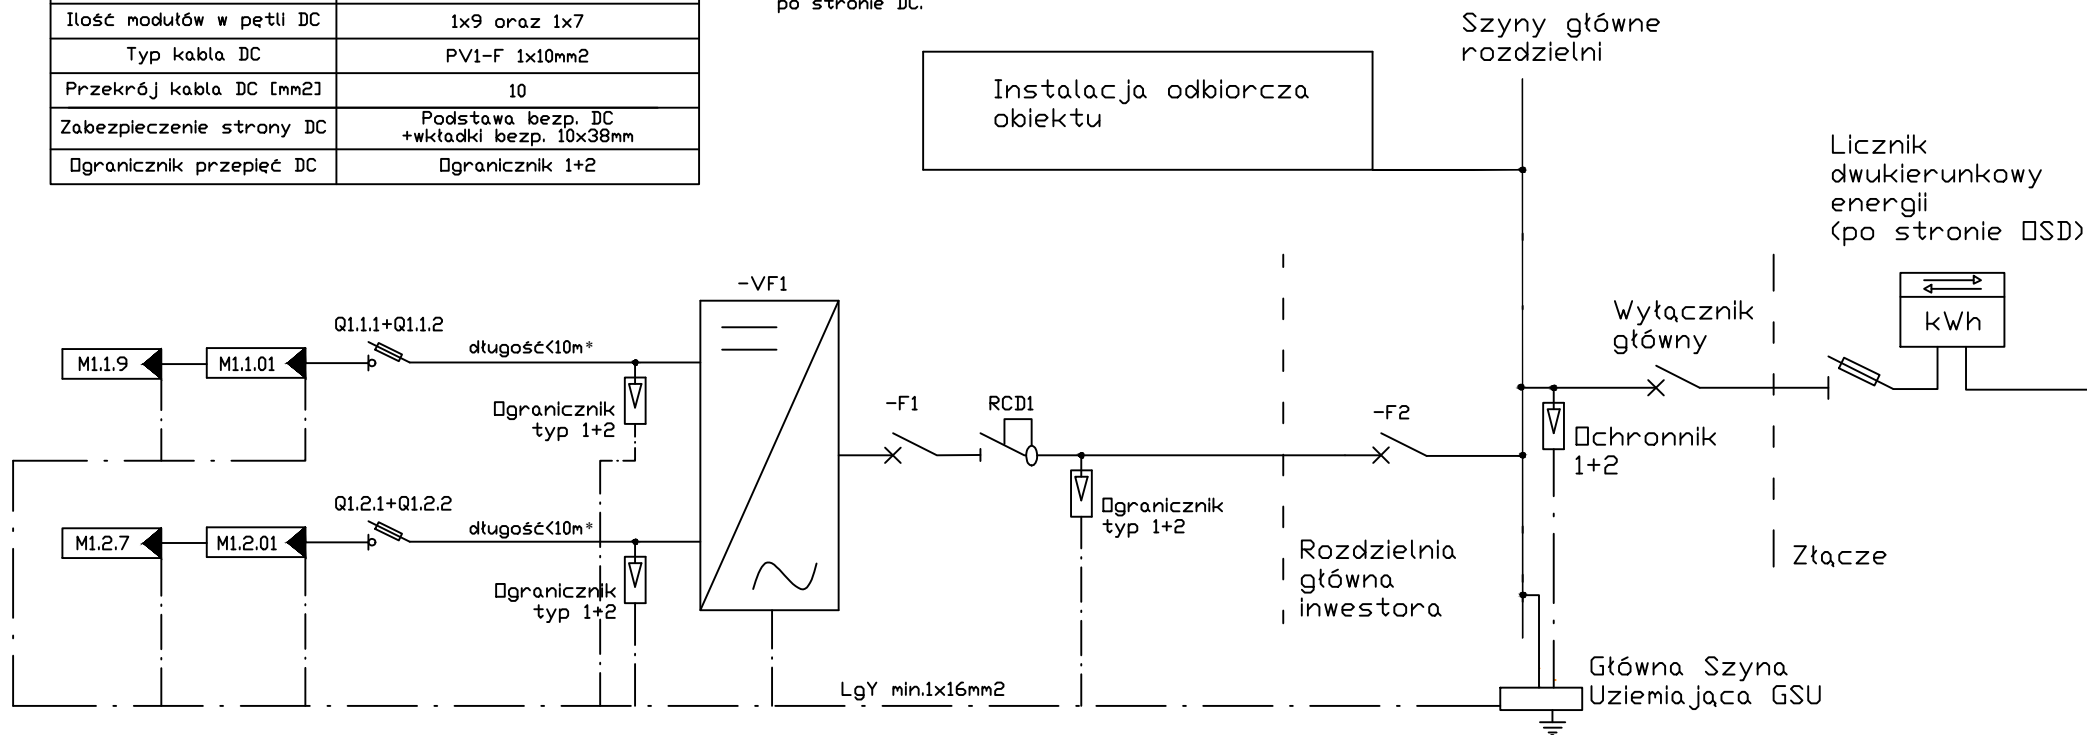 Ilość modułów w pętli DC 1x9 oraz 1x7
Typ kabla DC PV1-F 1x10mm2
Przekrój kabla DC [mm2] 10
Zabezpieczenie strony DC Podstawa bezp. DC
+wkładki bezp. 10x38mm
Ogranicznik przepięć DC Ogranicznik 1+2
po stronie DC.
Instalacja odbiorcza
obiektu
Szyny główne
rozdzielni
Licznik
dwukierunkowy
energii
(po stronie OSD)
kWh
Wyłącznik
główny
-VF1
Q1.1.1+Q1.1.2
długość<10m*
M1.1.9
M1.1.01
Ogranicznik
typ 1+2
-F1
RCD1
-F2
Ochronnik
1+2
Q1.2.1+Q1.2.2
długość<10m*
M1.2.7
M1.2.01
Ogranicznik
typ 1+2
Ogranicznik
typ 1+2
Rozdzielnia
główna
inwestora
Złącze
LgY min.1x16mm2
Główna Szyna
Uziemiająca GSU